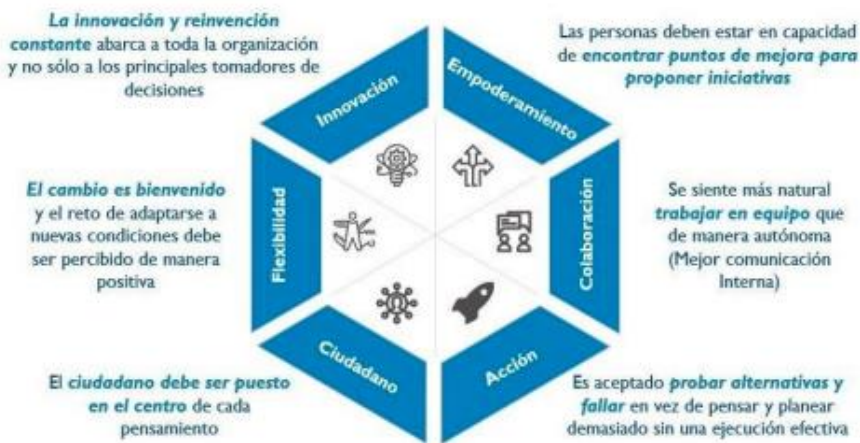 La innovación y reinvención
constante abarca a toda la organización
y no sólo a los principales tomadores de
decisiones
Innovación
Empoderamiento
Las personas deben estar en capacidad
de encontrar puntos de mejora para
proponer iniciativas
El cambio es bienvenido
y el reto de adaptarse a
nuevas condiciones debe
ser percibido de manera
positiva
Flexibilidad
Colaboración
Se siente más natural
trabajar en equipo que
de manera autónoma
(Mejor comunicación
Interna)
El ciudadano debe ser puesto
en el centro de cada
pensamiento
Ciudadano
Acción
Es aceptado probar alternativas y
fallar en vez de pensar y planear
demasiado sin una ejecución efectiva